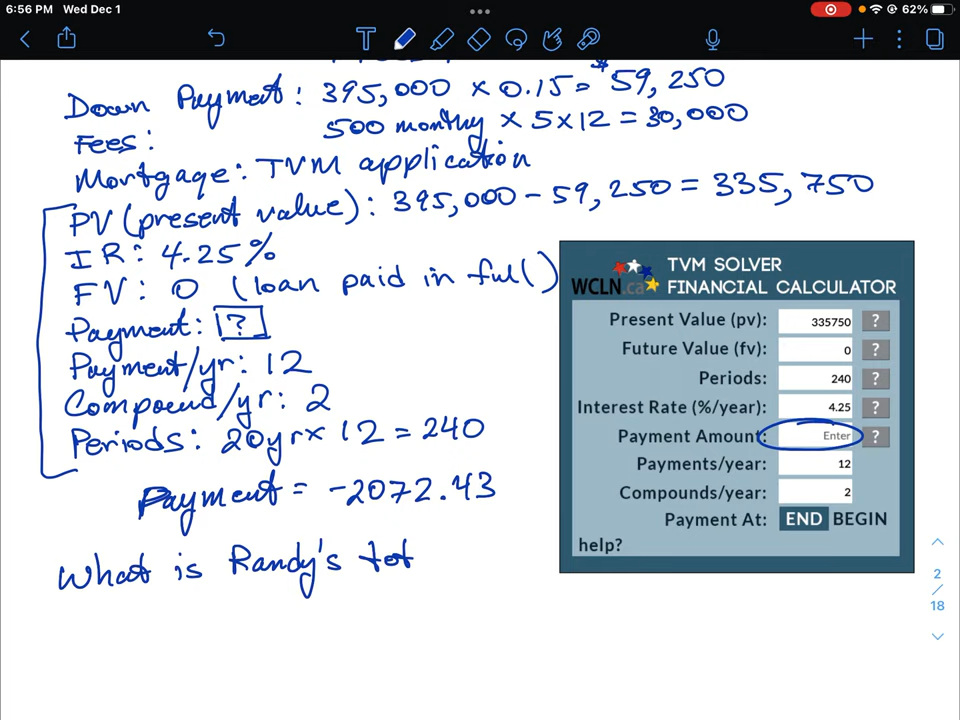 6:56 PM Wed Dec 1
62%
Down Payment: 395,000 × 0.15 = $59,250
Fees: 500 monthly × 5 × 12 = 30,000
Mortgage: TVM application
PV (present value): 395,000 - 59,250 = 335,750
IR: 4.25%
FV: 0 (loan paid in full)
Payment: ?
Payment/yr: 12
Compound/yr: 2
Periods: 20yr × 12 = 240
Payment = -2072.43
What is Randy's tot
TVM SOLVER
WCLN.ca FINANCIAL CALCULATOR
Present Value (pv): 335750 ?
Future Value (fv): 0 ?
Periods: 240 ?
Interest Rate (%/year): 4.25 ?
Payment Amount: Enter ?
Payments/year: 12
Compounds/year: 2
Payment At: END BEGIN
help?
2
/
18